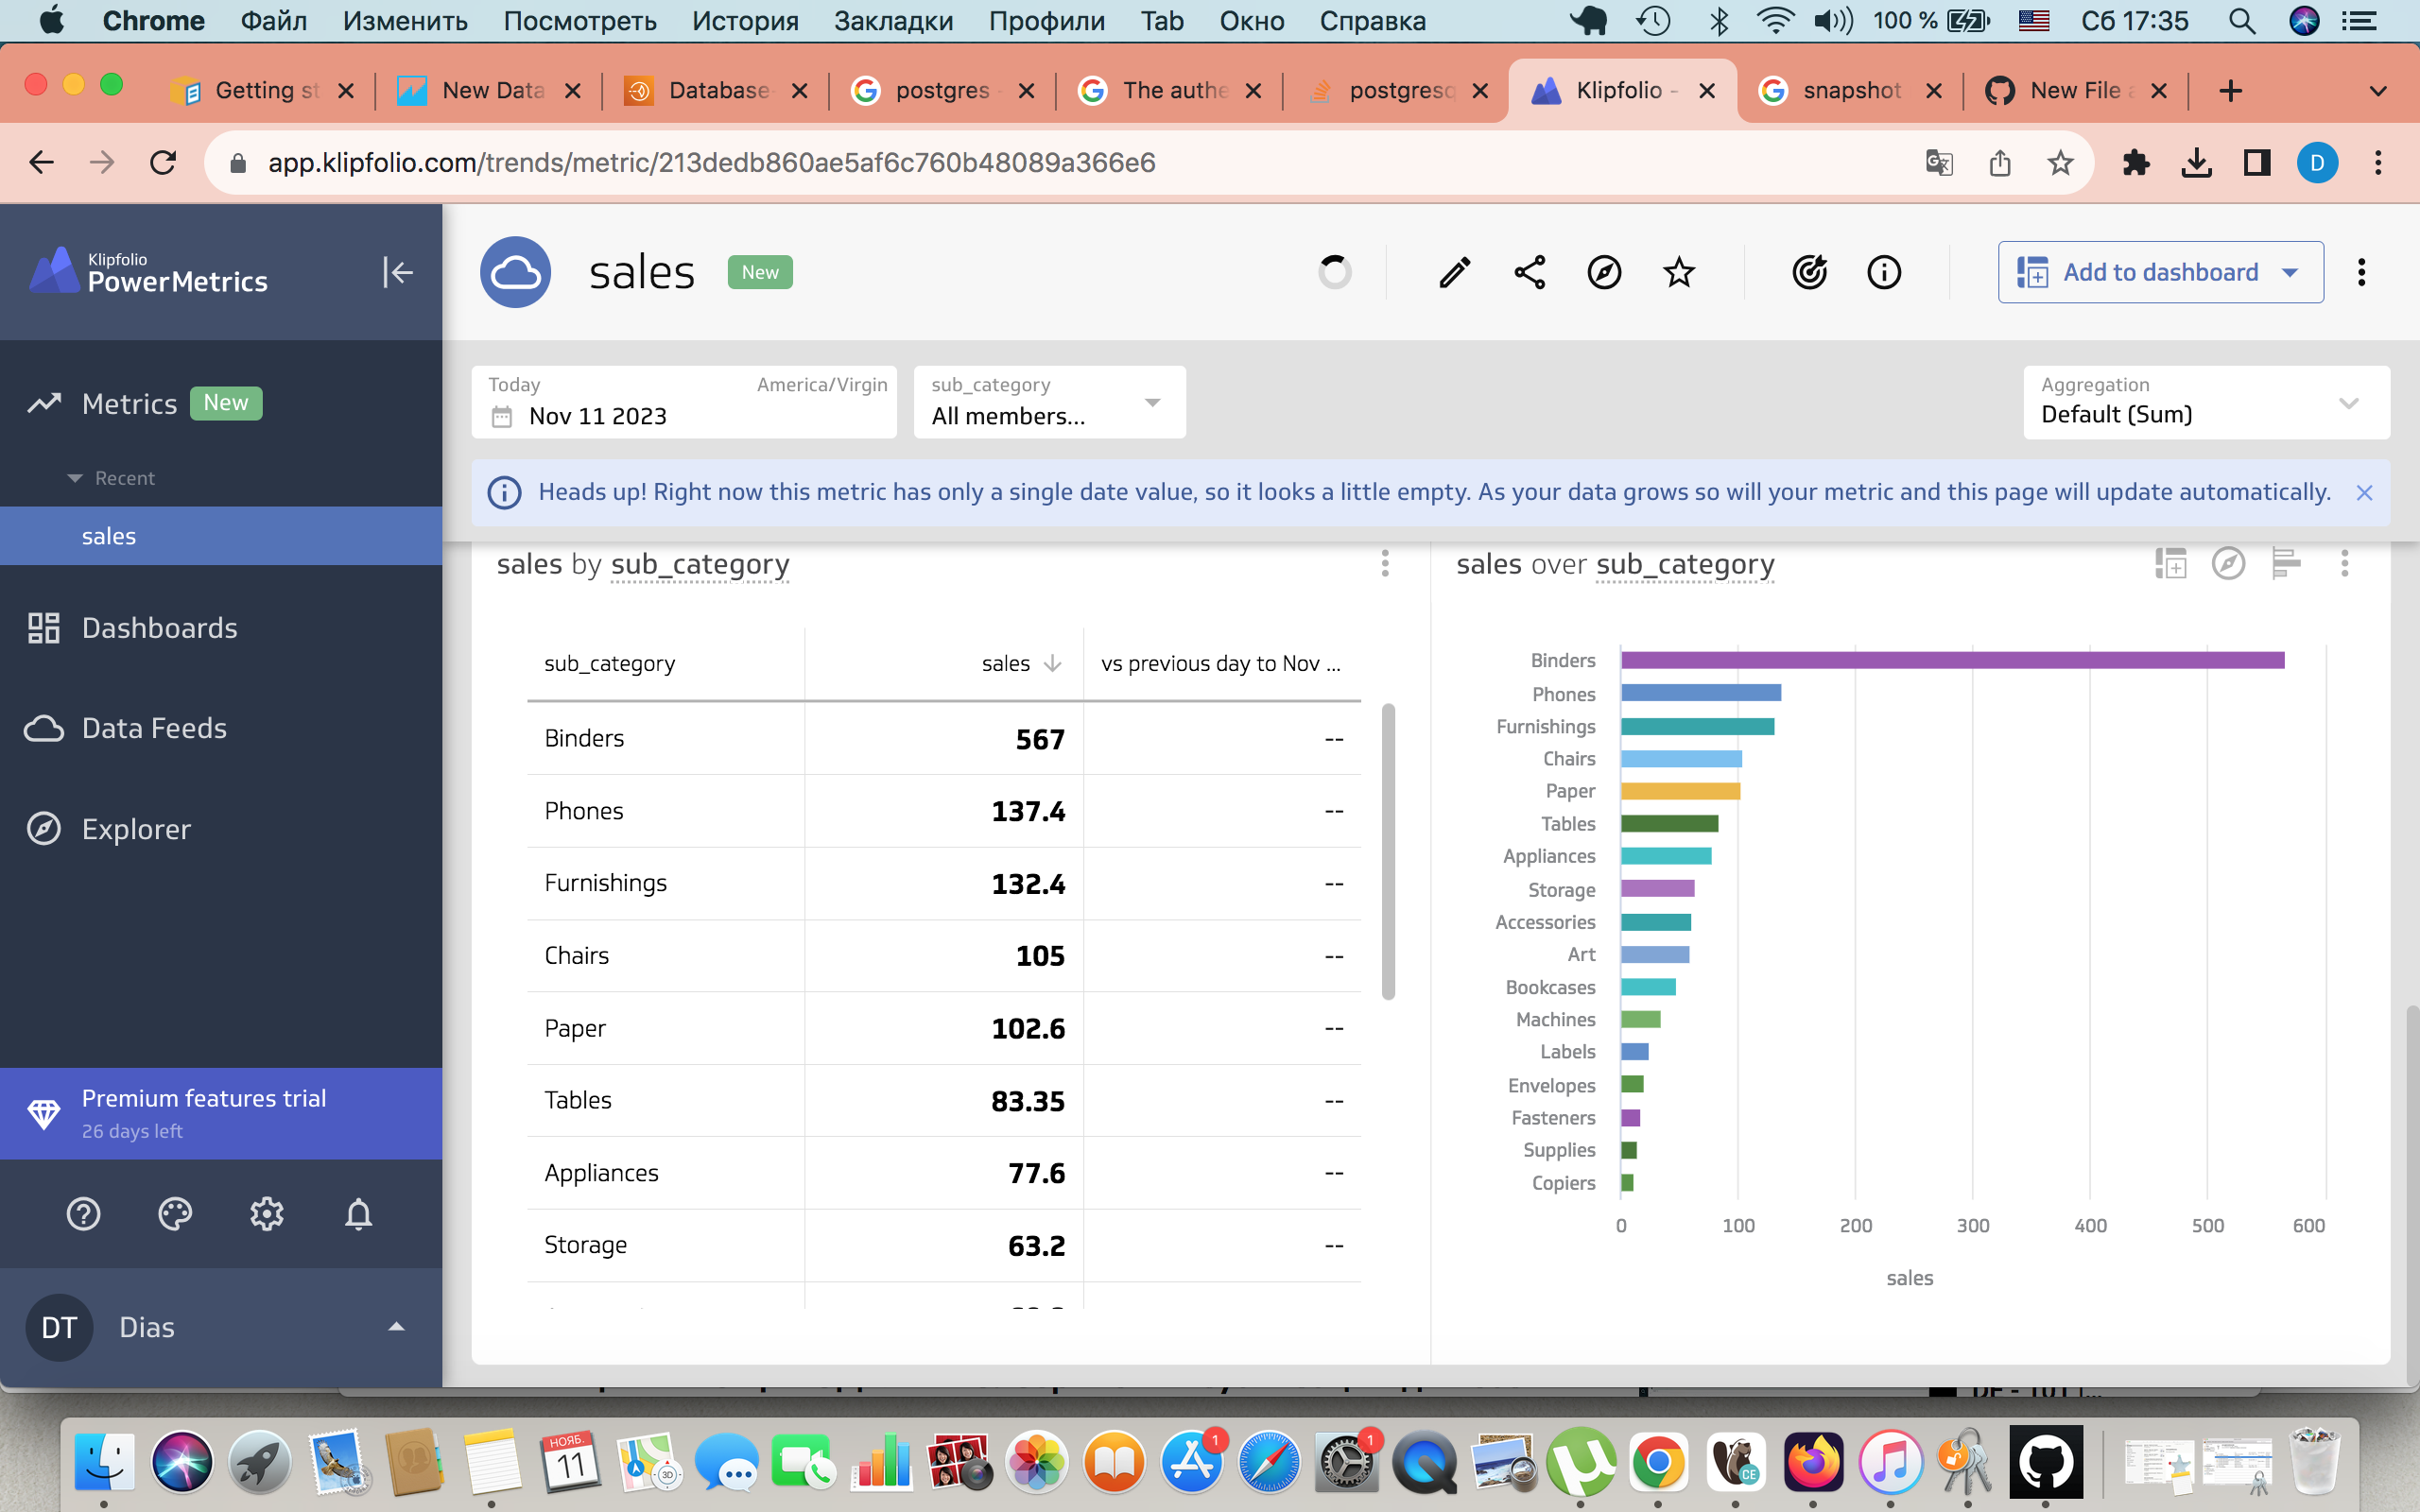 Chrome Файл Изменить Посмотреть История Закладки Профили Tab Окно Справка 100 % Сб 17:35
Getting st New Data Database- postgres - The authe postgresq Klipfolio - snapshot New File a
app.klipfolio.com/trends/metric/213dedb860ae5af6c760b48089a366e6 D
Klipfolio
PowerMetrics
sales New
Add to dashboard
Metrics New
Recent
sales
Dashboards
Data Feeds
Explorer
Premium features trial
26 days left
DT Dias
Today America/Virgin
Nov 11 2023
sub_category
All members...
Aggregation
Default (Sum)
Heads up! Right now this metric has only a single date value, so it looks a little empty. As your data grows so will your metric and this page will update automatically.
sales by sub_category
sub_category sales vs previous day to Nov ...
Binders 567 --
Phones 137.4 --
Furnishings 132.4 --
Chairs 105 --
Paper 102.6 --
Tables 83.35 --
Appliances 77.6 --
Storage 63.2 --
sales over sub_category
Binders
Phones
Furnishings
Chairs
Paper
Tables
Appliances
Storage
Accessories
Art
Bookcases
Machines
Labels
Envelopes
Fasteners
Supplies
Copiers
0 100 200 300 400 500 600
sales
НОЯБ.
11
3D
1
1
CE